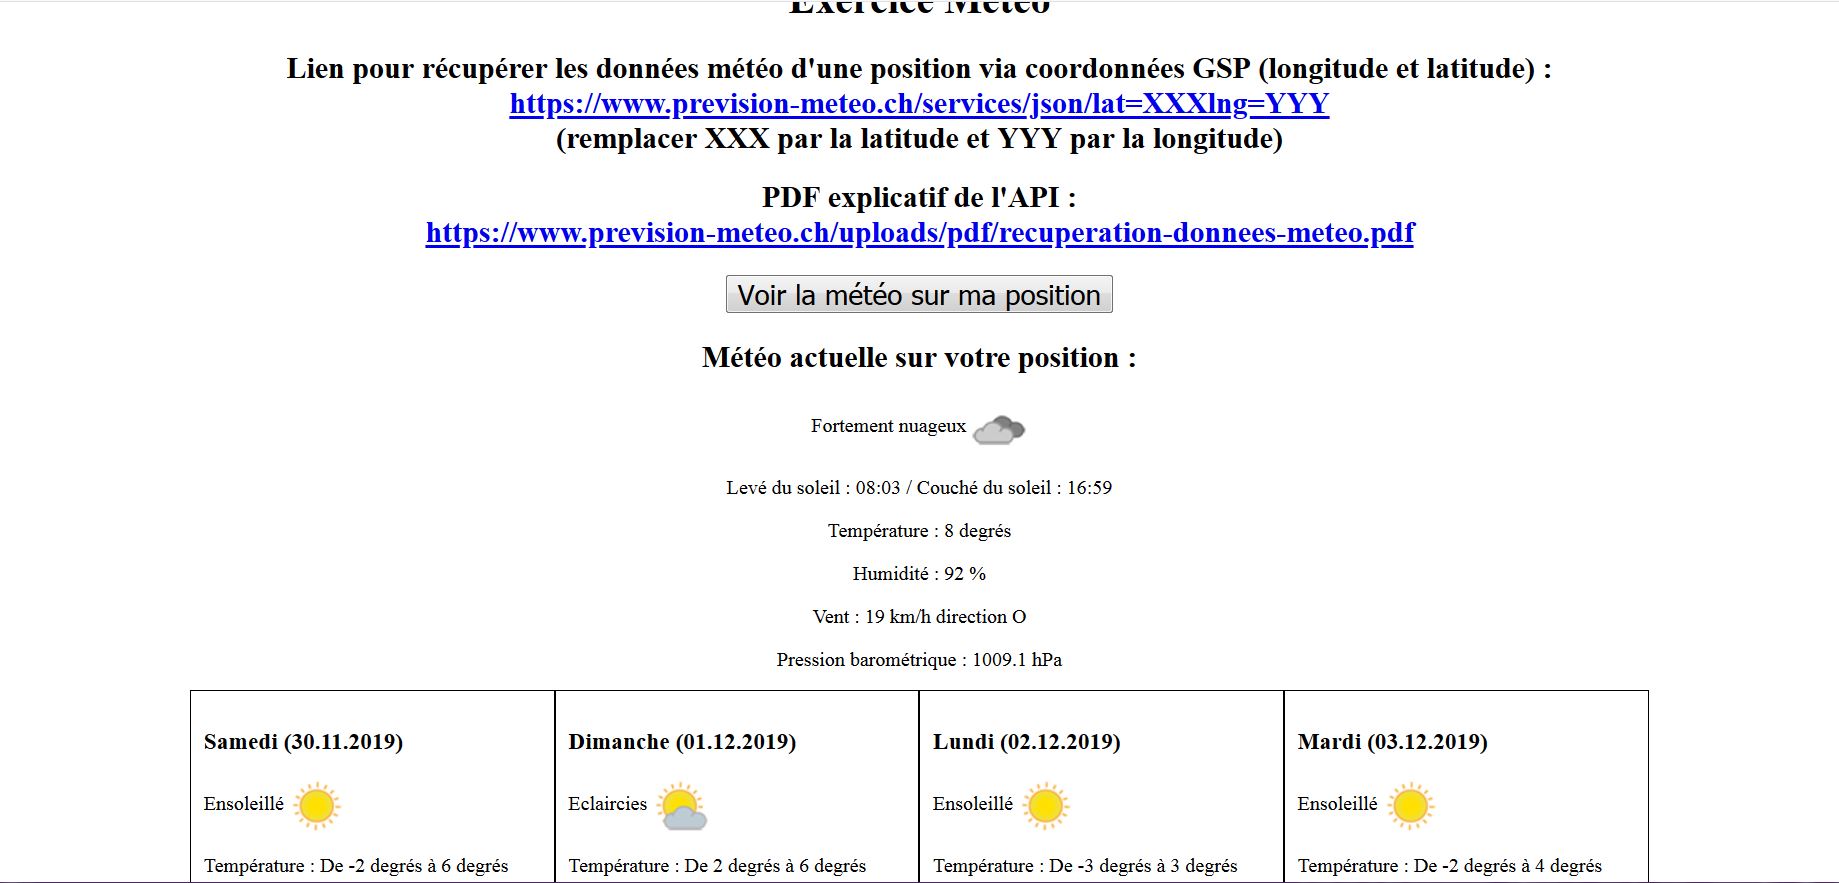 Exercice Météo
Lien pour récupérer les données météo d'une position via coordonnées GSP (longitude et latitude) :
https://www.prevision-meteo.ch/services/json/lat=XXXlng=YYY
(remplacer XXX par la latitude et YYY par la longitude)
PDF explicatif de l'API :
https://www.prevision-meteo.ch/uploads/pdf/recuperation-donnees-meteo.pdf
Voir la météo sur ma position
Météo actuelle sur votre position :
Fortement nuageux
Levé du soleil : 08:03 / Couché du soleil : 16:59
Température : 8 degrés
Humidité : 92 %
Vent : 19 km/h direction O
Pression barométrique : 1009.1 hPa
Samedi (30.11.2019)
Ensoleillé
Température : De -2 degrés à 6 degrés
Dimanche (01.12.2019)
Eclaircies
Température : De 2 degrés à 6 degrés
Lundi (02.12.2019)
Ensoleillé
Température : De -3 degrés à 3 degrés
Mardi (03.12.2019)
Ensoleillé
Température : De -2 degrés à 4 degrés